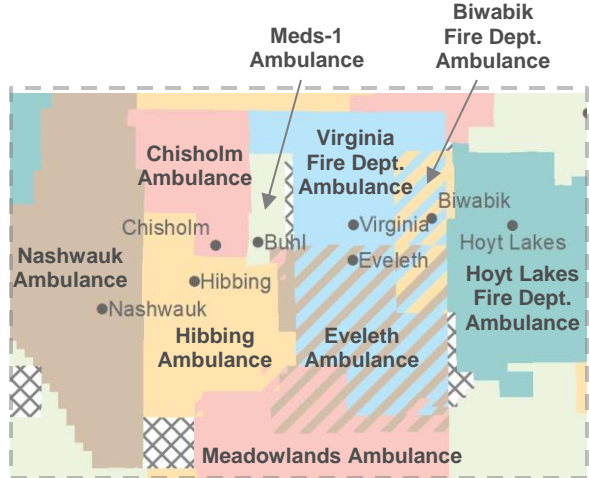 Meds-1
Ambulance
Biwabik
Fire Dept.
Ambulance
Chisholm
Ambulance
Virginia
Fire Dept.
Ambulance
Biwabik
Chisholm
Buhl
Virginia
Hoyt Lakes
Nashwauk
Ambulance
Hibbing
Eveleth
Hoyt Lakes
Fire Dept.
Ambulance
Nashwauk
Hibbing
Ambulance
Eveleth
Ambulance
Meadowlands Ambulance